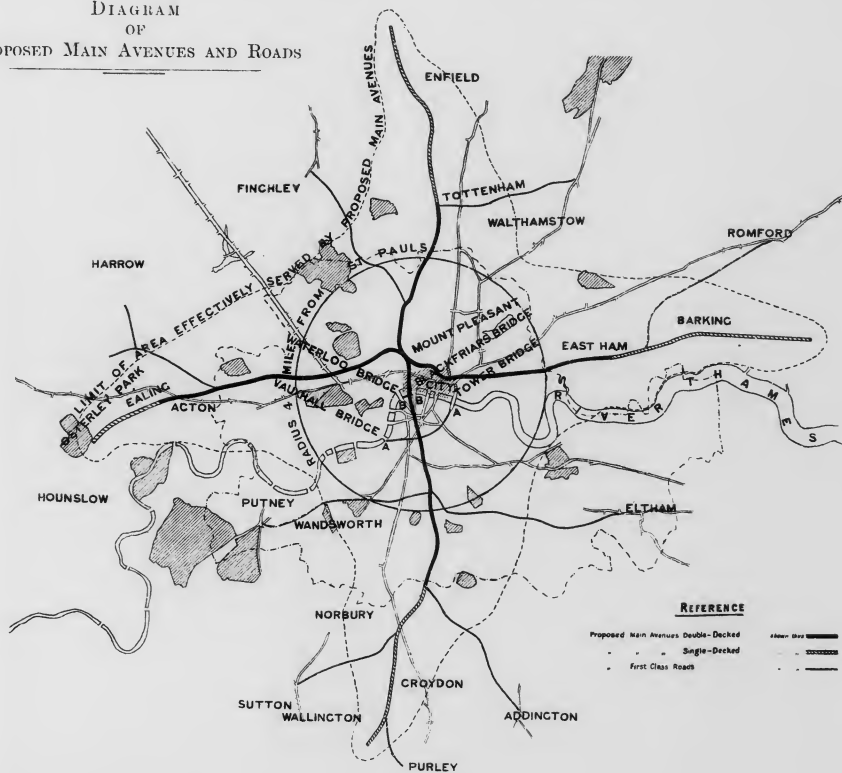 DIAGRAM
OF
OPOSED MAIN AVENUES AND ROADS
ENFIELD
LIMIT OF AREA EFFECTIVELY SERVED BY PROPOSED MAIN AVENUES
FINCHLEY
TOTTENHAM
WALTHAMSTOW
ROMFORD
HARROW
RADIUS 4 MILES FROM ST PAULS
MOUNT PLEASANT
WATERLOO BRIDGE
BLACKFRIARS BRIDGE
TOWER BRIDGE
CITY
EAST HAM
BARKING
OSTERLEY PARK
EALING
ACTON
VAUXHALL BRIDGE
B
B
A
A
RIVER THAMES
HOUNSLOW
PUTNEY
WANDSWORTH
ELTHAM
NORBURY
SUTTON
WALLINGTON
CROYDON
ADDINGTON
PURLEY
REFERENCE
Proposed Main Avenues Double-Decked shewn thus
" " " Single-Decked " "
" First Class Roads " "